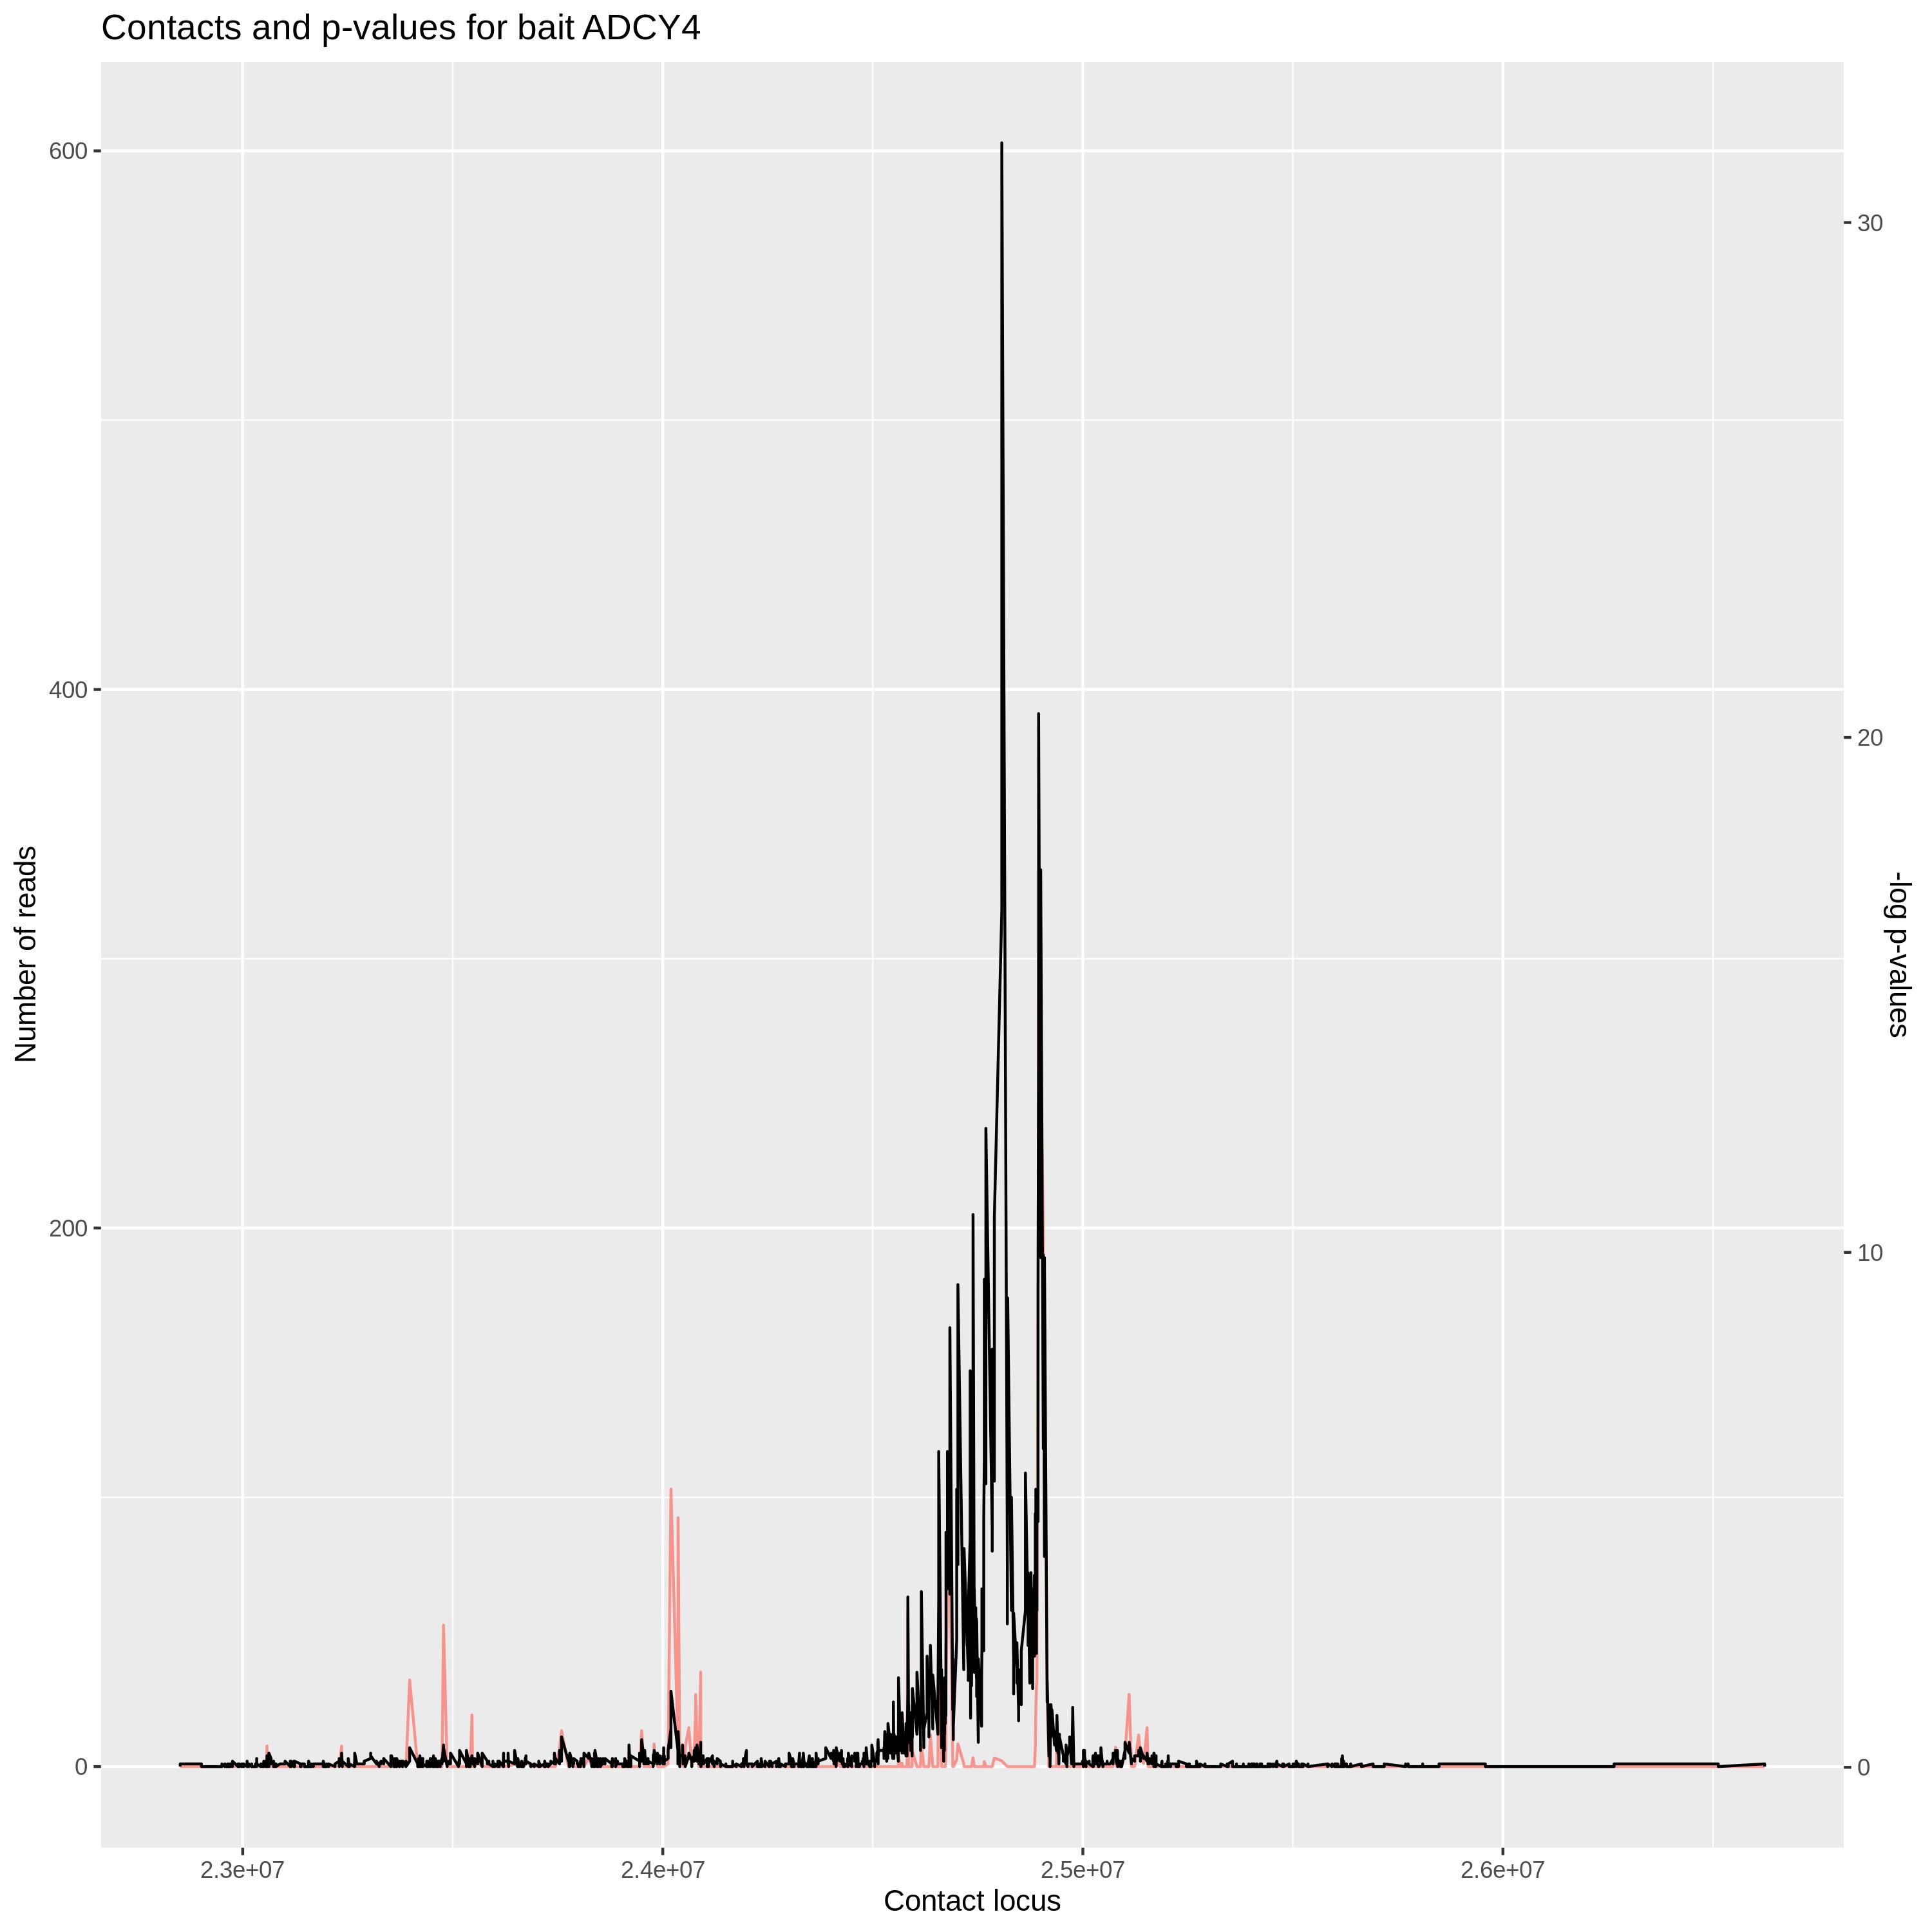 Contacts and p-values for bait ADCY4
600
400
200
0
Number of reads
30
20
10
0
-log p-values
2.3e+07
2.4e+07
2.5e+07
2.6e+07
Contact locus